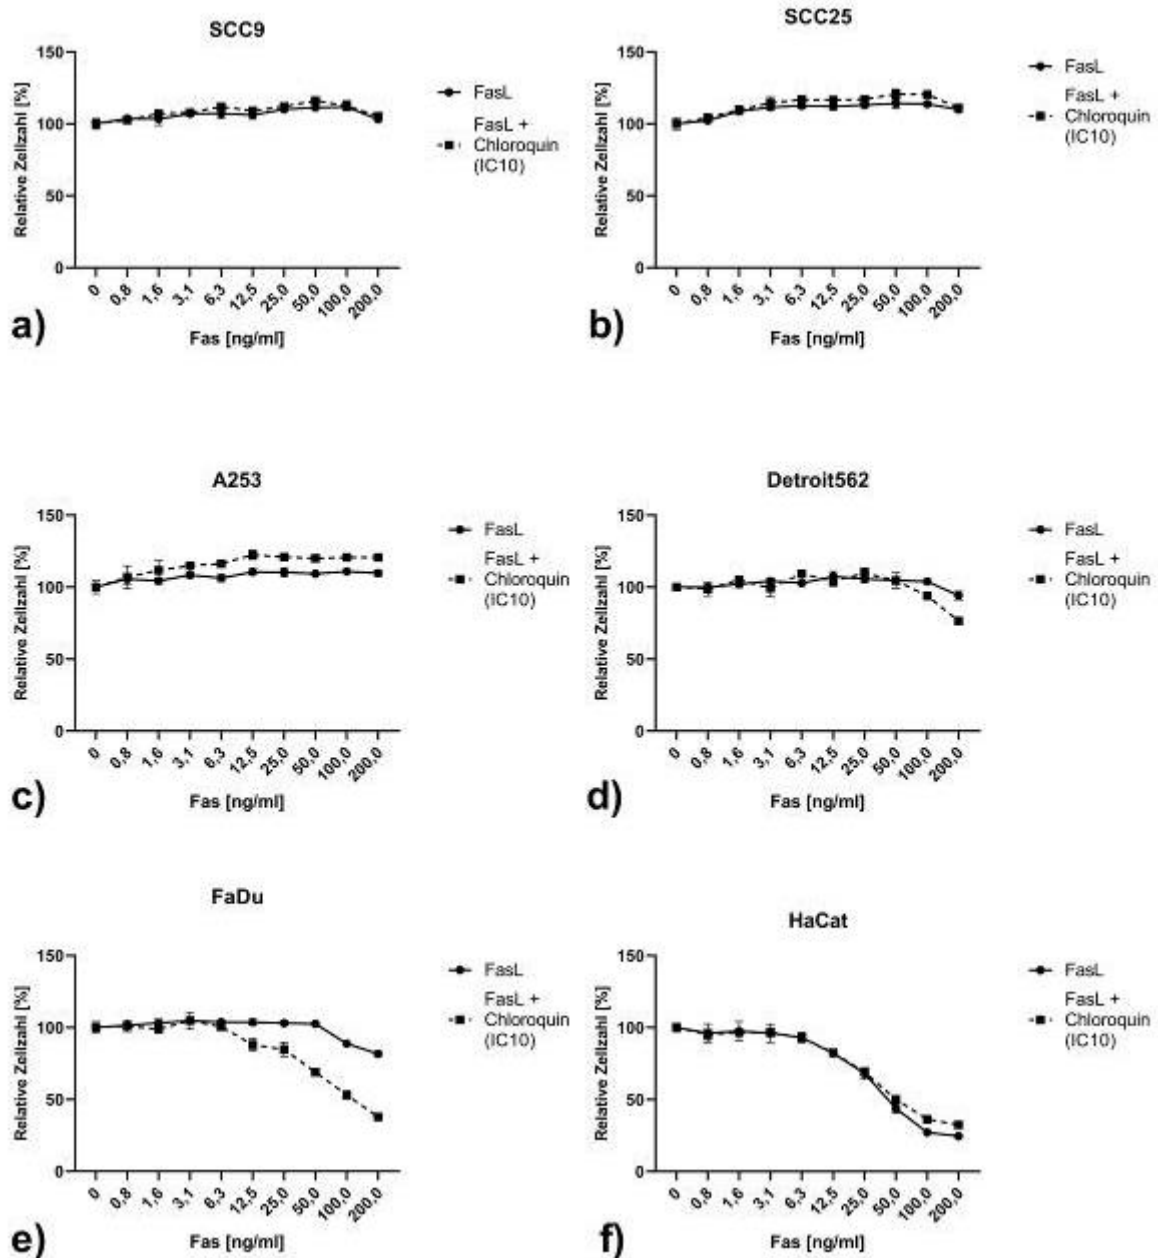 SCC9
150
100
50
0
Relative Zellzahl [%]
0
0,8
1,6
3,1
6,3
12,5
25,0
50,0
100,0
200,0
Fas [ng/ml]
FasL
FasL +
Chloroquin
(IC10)
a)
SCC25
150
100
50
0
Relative Zellzahl [%]
0
0,8
1,6
3,1
6,3
12,5
25,0
50,0
100,0
200,0
Fas [ng/ml]
FasL
FasL +
Chloroquin
(IC10)
b)
A253
150
100
50
0
Relative Zellzahl [%]
0
0,8
1,6
3,1
6,3
12,5
25,0
50,0
100,0
200,0
Fas [ng/ml]
FasL
FasL +
Chloroquin
(IC10)
c)
Detroit562
150
100
50
0
Relative Zellzahl [%]
0
0,8
1,6
3,1
6,3
12,5
25,0
50,0
100,0
200,0
Fas [ng/ml]
FasL
FasL +
Chloroquin
(IC10)
d)
FaDu
150
100
50
0
Relative Zellzahl [%]
0
0,8
1,6
3,1
6,3
12,5
25,0
50,0
100,0
200,0
Fas [ng/ml]
FasL
FasL +
Chloroquin
(IC10)
e)
HaCat
150
100
50
0
Relative Zellzahl [%]
0
0,8
1,6
3,1
6,3
12,5
25,0
50,0
100,0
200,0
Fas [ng/ml]
FasL
FasL +
Chloroquin
(IC10)
f)